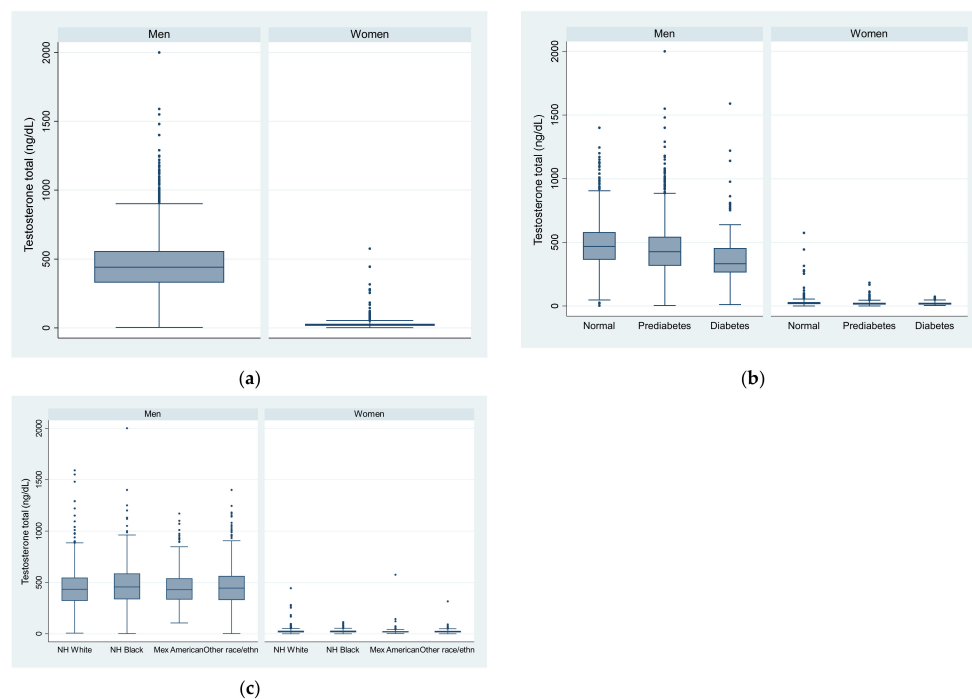 Men Women
Testosterone total (ng/dL)
2000
1500
1000
500
0
(a)
Men Women
Testosterone total (ng/dL)
2000
1500
1000
500
0
Normal Prediabetes Diabetes Normal Prediabetes Diabetes
(b)
Men Women
Testosterone total (ng/dL)
2000
1500
1000
500
0
NH White NH Black Mex American Other race/ethn NH White NH Black Mex American Other race/ethn
(c)